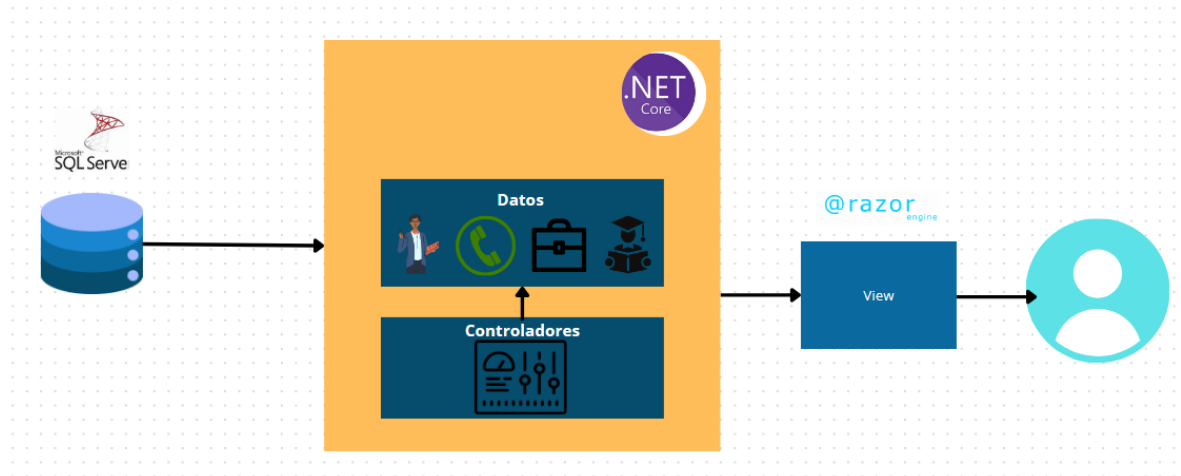 .NET
Core
Microsoft
SQL Serve
Datos
@razor
engine
View
Controladores